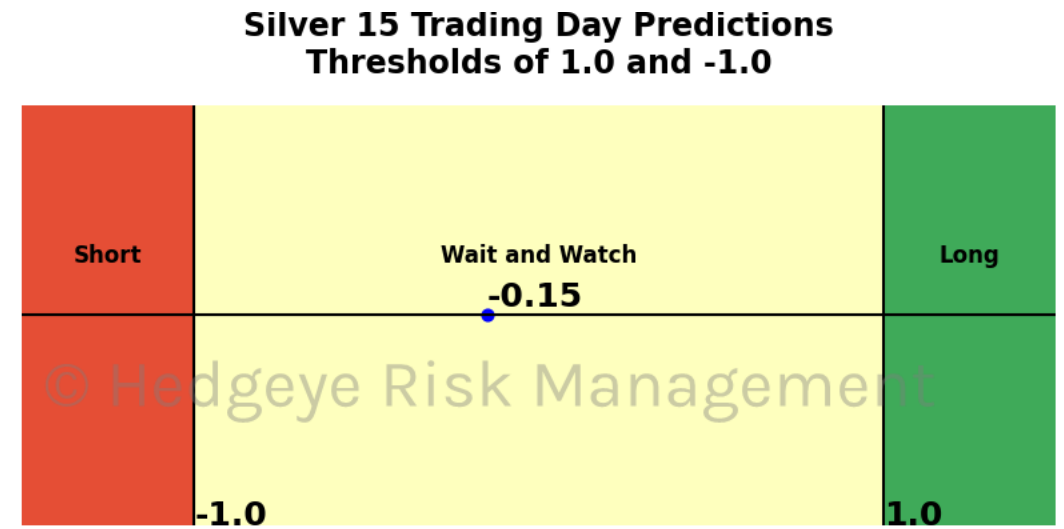 Silver 15 Trading Day Predictions
Thresholds of 1.0 and -1.0
Short
Wait and Watch
Long
-0.15
© Hedgeye Risk Management
-1.0
1.0